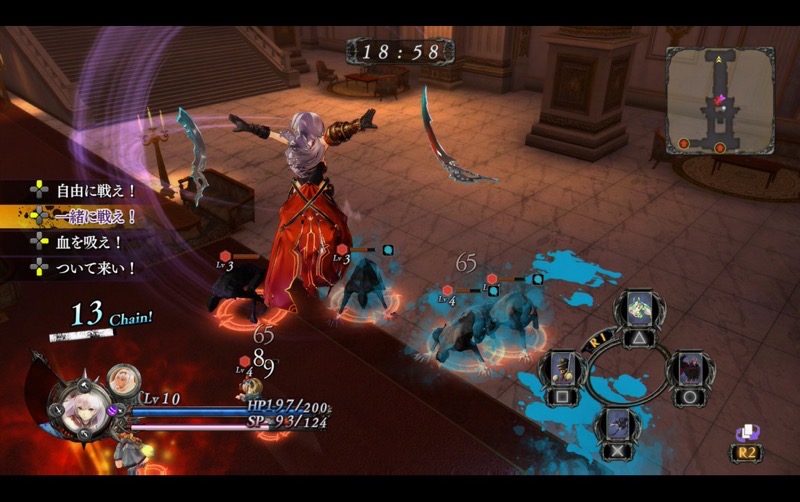 18:58
自由に戦え！
一緒に戦え！
血を吸え！
ついて来い！
Lv 3
Lv 3
65
Lv 4
13 Chain!
65
89
Lv 4
R1
Lv 10
HP 197/200
SP 93/124
R2